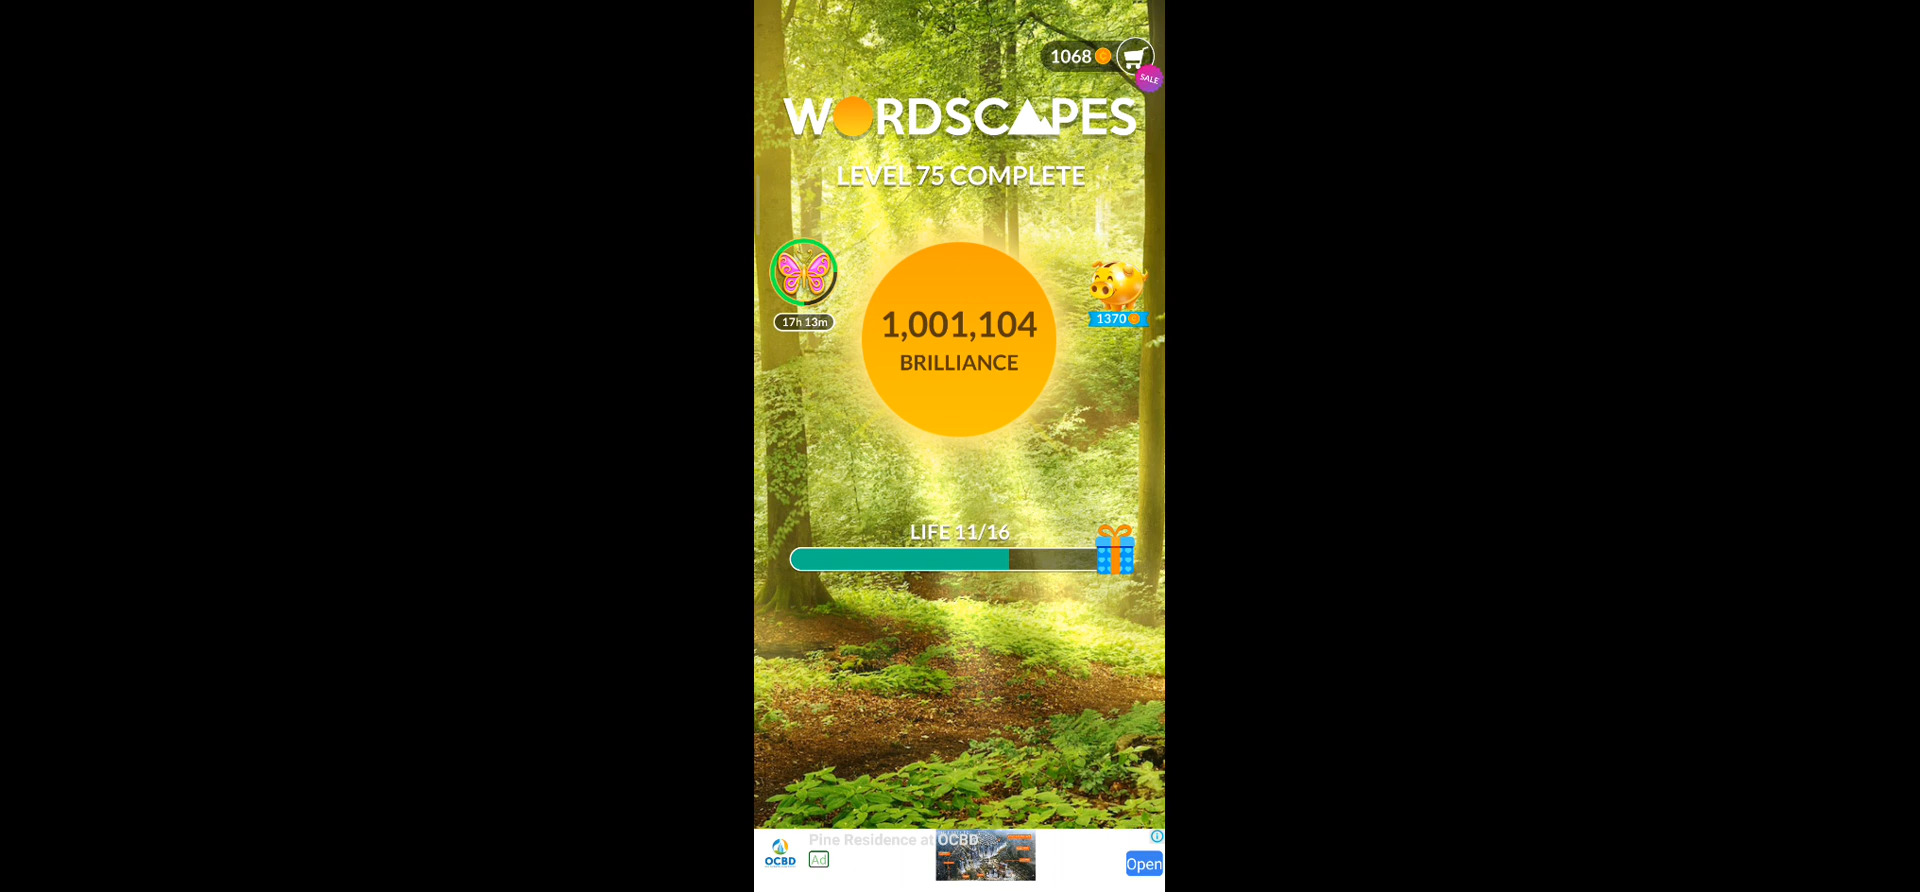 1068
SALE
WORDSCAPES
LEVEL 75 COMPLETE
17h 13m
1370
1,001,104
BRILLIANCE
LIFE 11/16
Pine Residence at OCBD
OCBD
Ad
Open